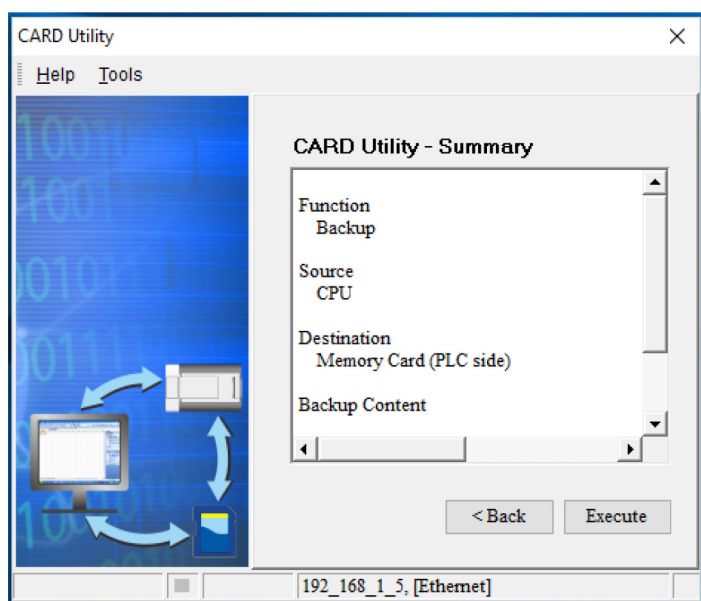 CARD Utility
Help Tools
CARD Utility - Summary
Function
Backup
Source
CPU
Destination
Memory Card (PLC side)
Backup Content
< Back Execute
192_168_1_5, [Ethernet]